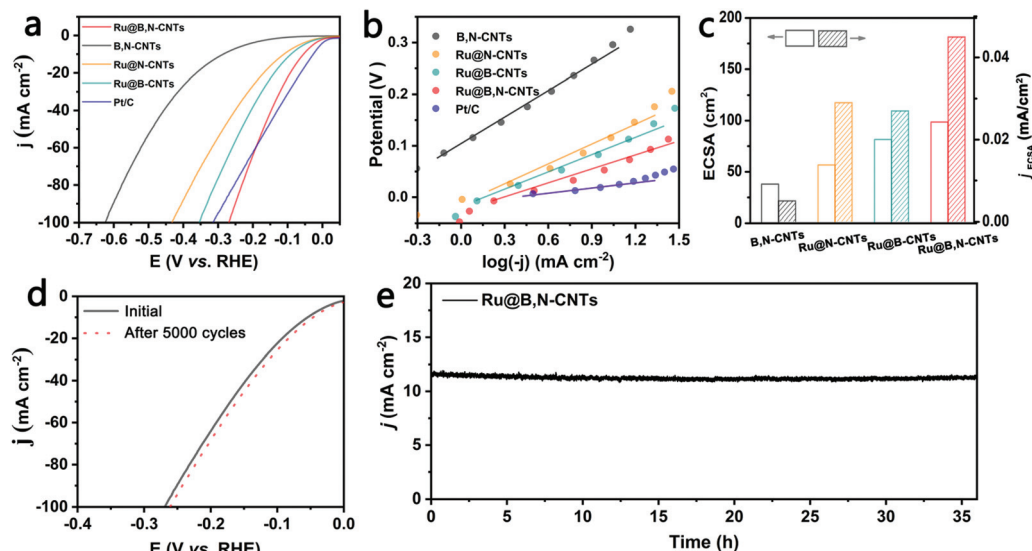 a
Ru@B,N-CNTs
B,N-CNTs
Ru@N-CNTs
Ru@B-CNTs
Pt/C
j (mA cm-2)
0
-20
-40
-60
-80
-100
-0.7 -0.6 -0.5 -0.4 -0.3 -0.2 -0.1 0.0
E (V vs. RHE)
b
B,N-CNTs
Ru@N-CNTs
Ru@B-CNTs
Ru@B,N-CNTs
Pt/C
Potential (V)
0.3
0.2
0.1
0.0
-0.3 0.0 0.3 0.6 0.9 1.2 1.5
log(-j) (mA cm-2)
c
ECSA (cm2)
200
150
100
50
0
jECSA (mA/cm2)
0.04
0.02
0.00
B,N-CNTs Ru@N-CNTs Ru@B-CNTs Ru@B,N-CNTs
d
Initial
After 5000 cycles
j (mA cm-2)
0
-20
-40
-60
-80
-100
-0.4 -0.3 -0.2 -0.1 0.0
E (V vs. RHE)
e
Ru@B,N-CNTs
j (mA cm-2)
20
15
10
5
0
0 5 10 15 20 25 30 35
Time (h)